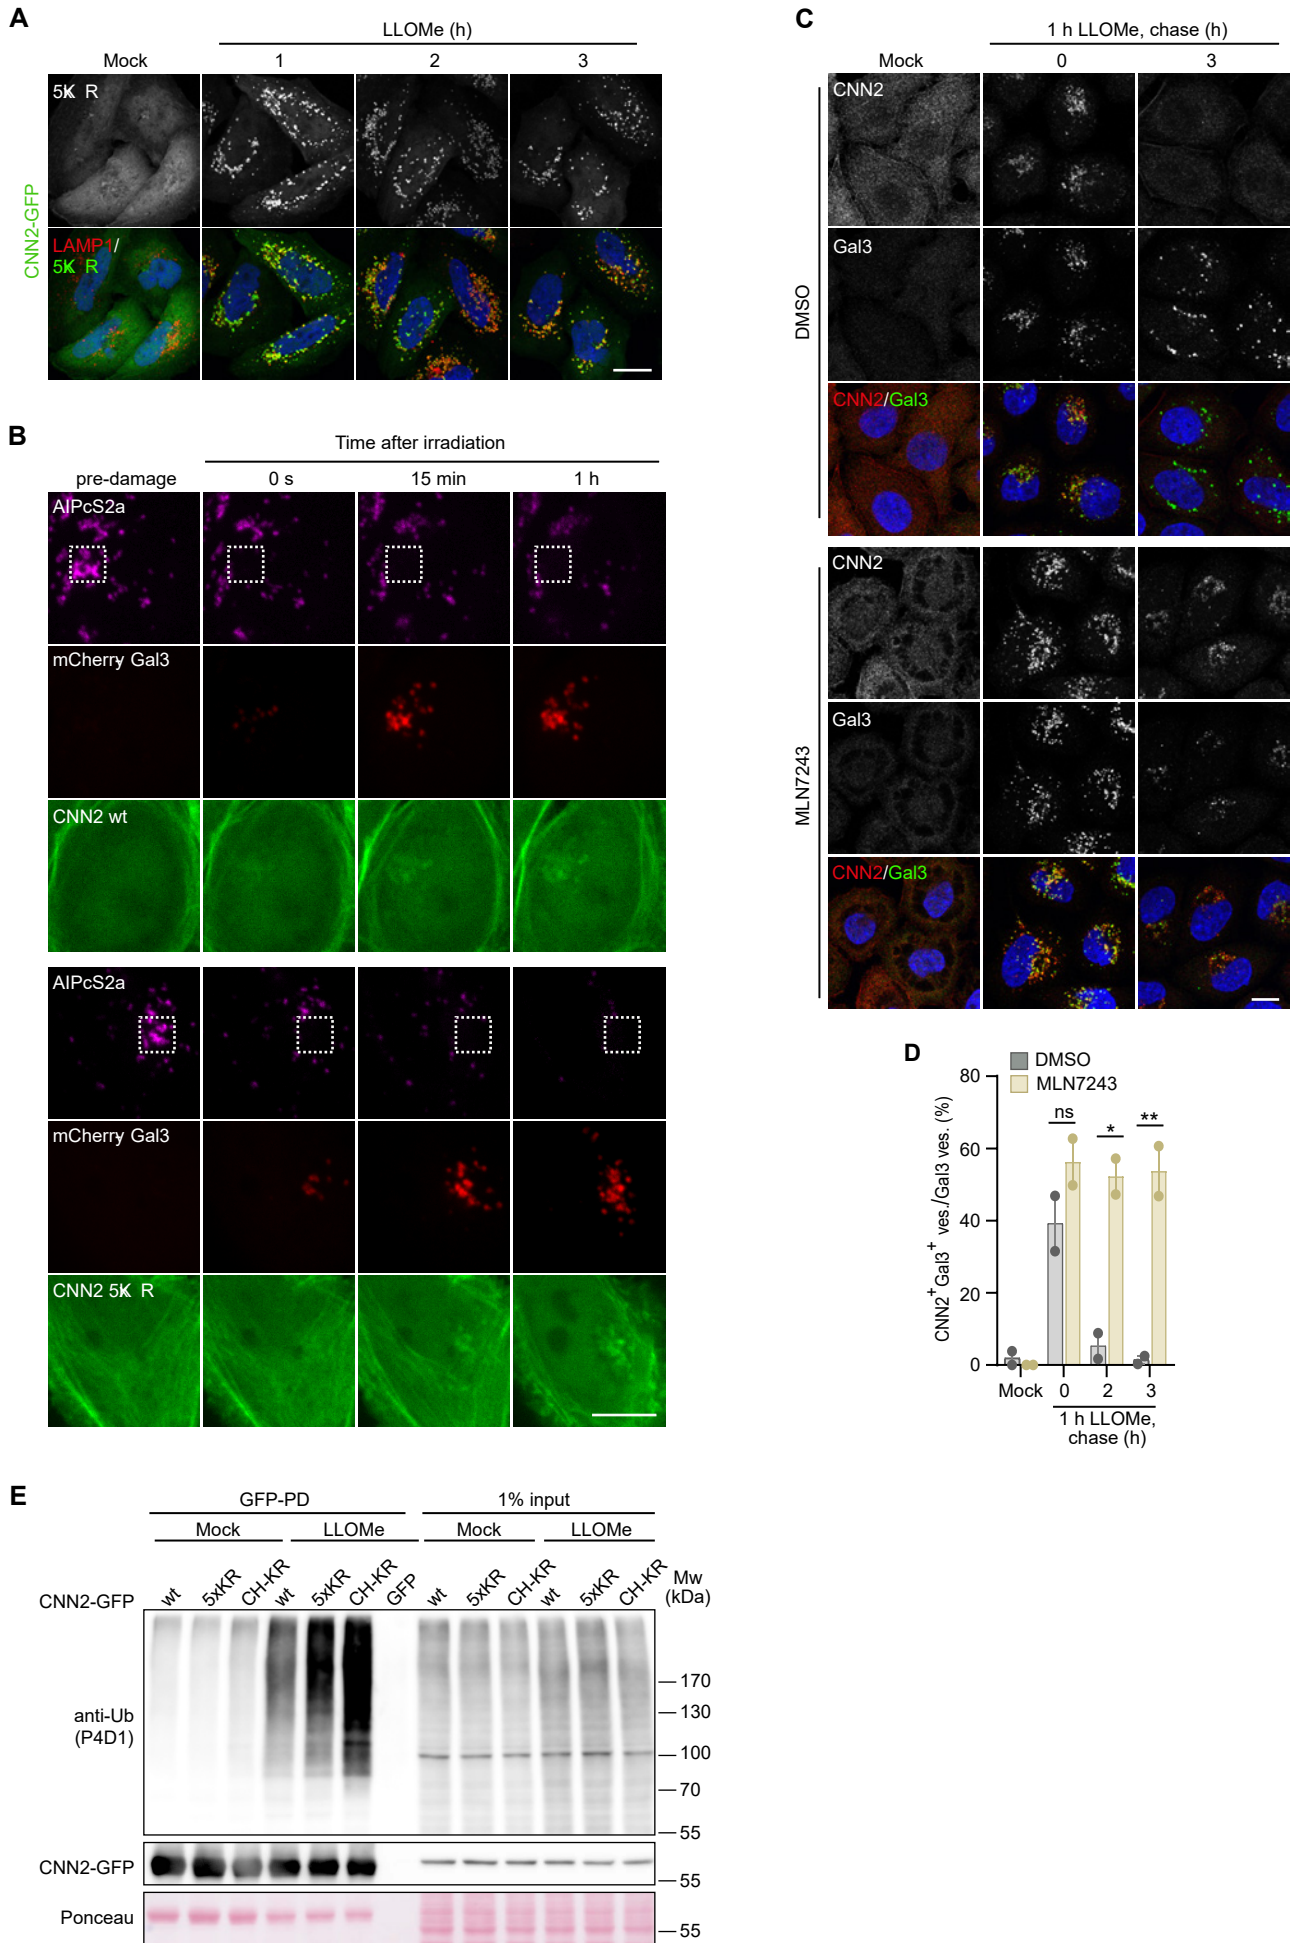 A
LLOMe (h)
Mock 1 2 3
CNN2-GFP
5K R
LAMP1/
5K R
B
Time after irradiation
pre-damage 0 s 15 min 1 h
AlPcS2a
mCherry Gal3
CNN2 wt
AlPcS2a
mCherry Gal3
CNN2 5K R
C
1 h LLOMe, chase (h)
Mock 0 3
DMSO
CNN2
Gal3
CNN2/Gal3
MLN7243
CNN2
Gal3
CNN2/Gal3
D
DMSO
MLN7243
CNN2+Gal3+ ves./Gal3 ves. (%)
80
60
40
20
0
ns * **
Mock 0 2 3
1 h LLOMe,
chase (h)
E
GFP-PD 1% input
Mock LLOMe Mock LLOMe
CNN2-GFP wt 5xKR CH-KR wt 5xKR CH-KR GFP wt 5xKR CH-KR wt 5xKR CH-KR
Mw
(kDa)
anti-Ub
(P4D1)
170
130
100
70
55
CNN2-GFP
55
Ponceau
55